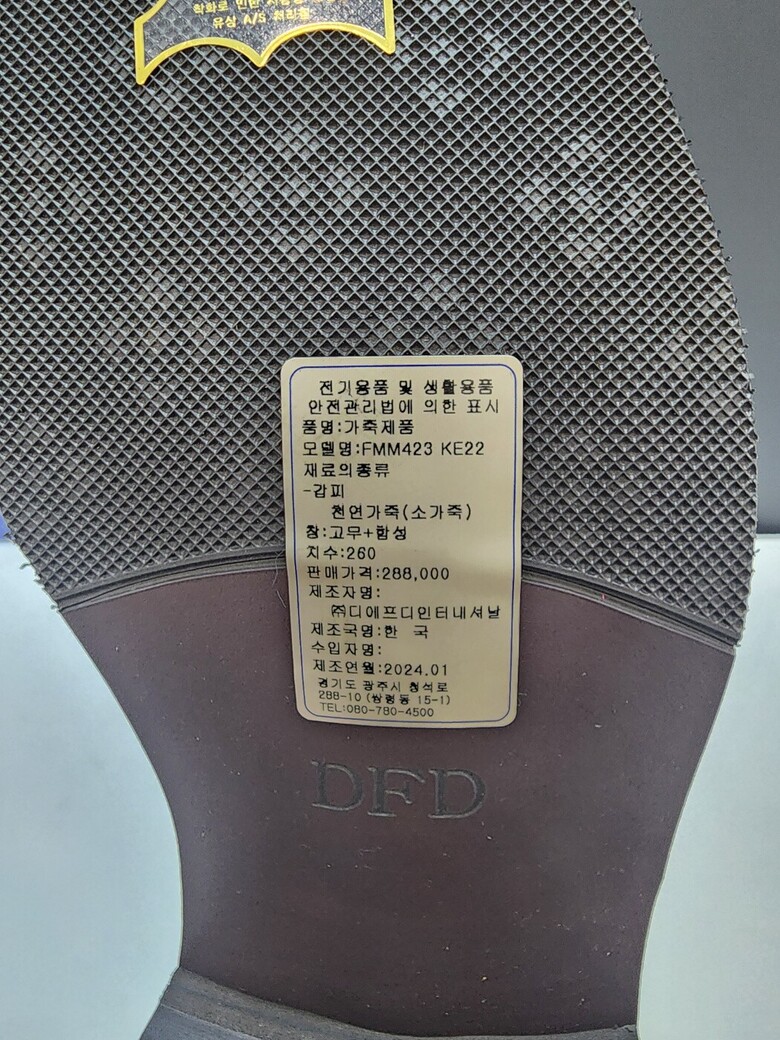 착화로 인한
유상 A/S 처리됨
전기용품 및 생활용품
안전관리법에 의한 표시
품명:가죽제품
모델명:FMM423 KE22
재료의종류
-갑피
천연가죽(소가죽)
창:고무+합성
치수:260
판매가격:288,000
제조자명:
㈜디에프디인터내셔날
제조국명:한 국
수입자명:
제조연월:2024.01
경기도 광주시 청석로
288-10 (쌍령동 15-1)
TEL:080-780-4500
DFD